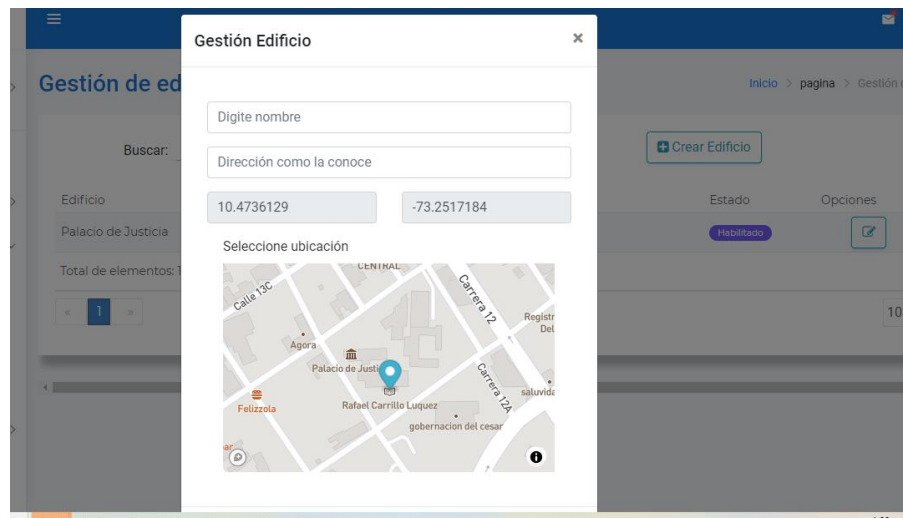 Gestión Edificio
×
Gestión de ed
Inicio > pagina > Gestión
Digite nombre
Buscar:
Crear Edificio
Dirección como la conoce
Edificio
Estado
Opciones
10.4736129
-73.2517184
Palacio de Justicia
Habilitado
Seleccione ubicación
Total de elementos: 1
« 1 »
10
CENTRAL
Calle 13C
Carrera 12
Registr
Del
Agora
Palacio de Justi
Carrera 12A
saluvida
Felizzola
Rafael Carrillo Luquez
gobernacion del cesar